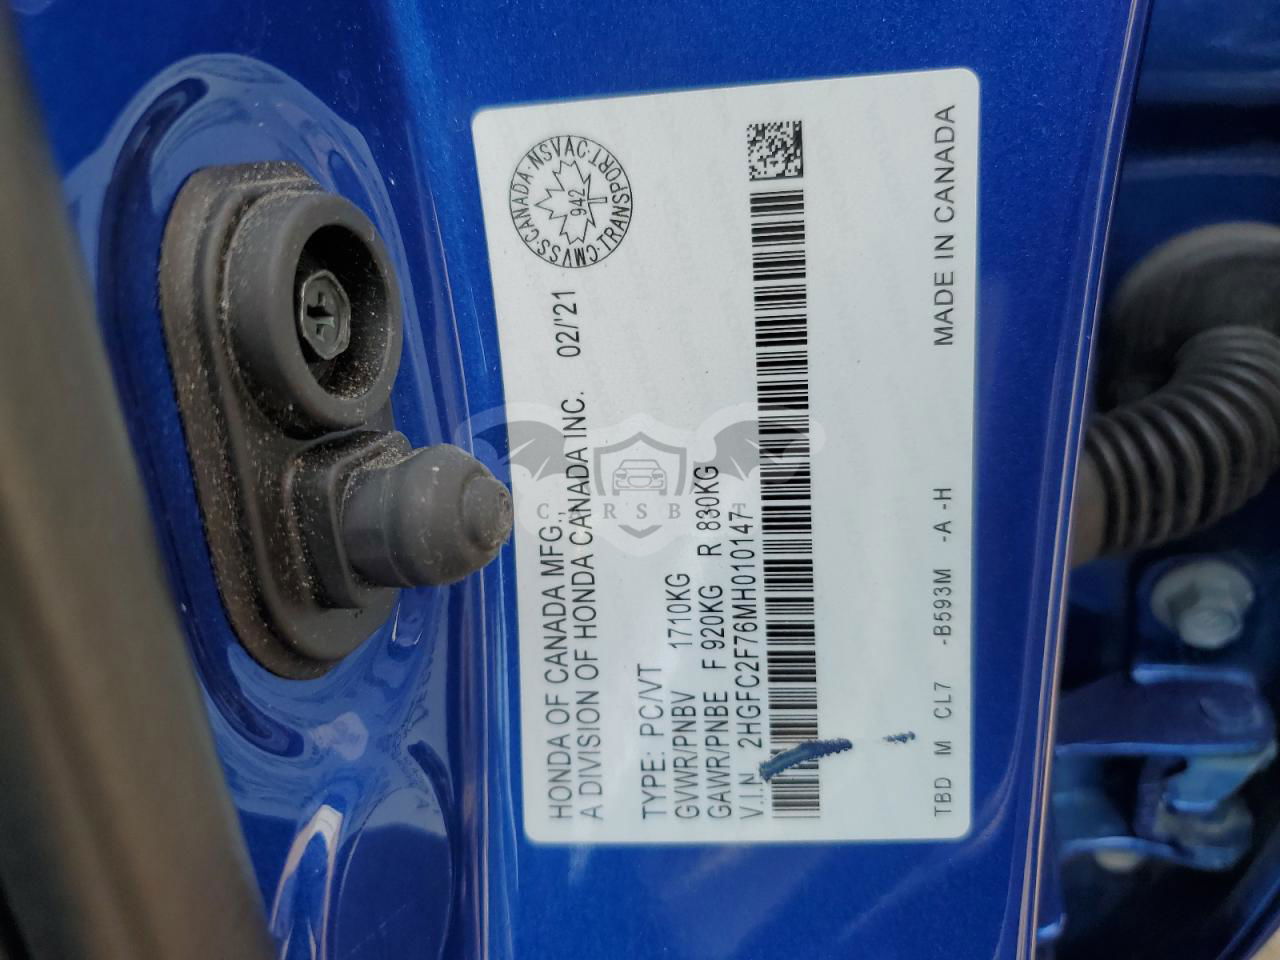 HONDA OF CANADA MFG.,
A DIVISION OF HONDA CANADA INC. 02/'21
CMVSS·CANADA·NSVAC·TRANSPORT
942
TYPE: PC/VT
GVWR/PNBV 1710KG
GAWR/PNBE F 920KG R 830KG
V.I.N 2HGFC2F76MH010147
TBD M CL7 -B593M -A -H MADE IN CANADA